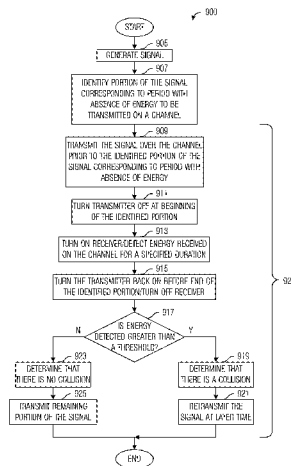 900
START
905
GENERATE SIGNAL
907
IDENTIFY PORTION OF THE SIGNAL
CORRESPONDING TO PERIOD WITH
ABSENCE OF ENERGY TO BE
TRANSMITTED ON A CHANNEL
909
TRANSMIT THE SIGNAL OVER THE CHANNEL
PRIOR TO THE IDENTIFIED PORTION OF THE
SIGNAL CORRESPONDING TO PERIOD WITH
ABSENCE OF ENERGY
911
TURN TRANSMITTER OFF AT BEGINNING
OF THE IDENTIFIED PORTION
913
TURN ON RECEIVER/DETECT ENERGY RECEIVED
ON THE CHANNEL FOR A SPECIFIED DURATION
915
TURN THE TRANSMITTER BACK ON BEFORE END OF
THE IDENTIFIED PORTION/TURN OFF RECEIVER
917
IS ENERGY
DETECTED GREATER THAN
A THRESHOLD?
N
Y
923
DETERMINE THAT
THERE IS NO COLLISION
919
DETERMINE THAT
THERE IS A COLLISION
925
TRANSMIT REMAINING
PORTION OF THE SIGNAL
921
RETRANSMIT THE
SIGNAL AT LATER TIME
92
END